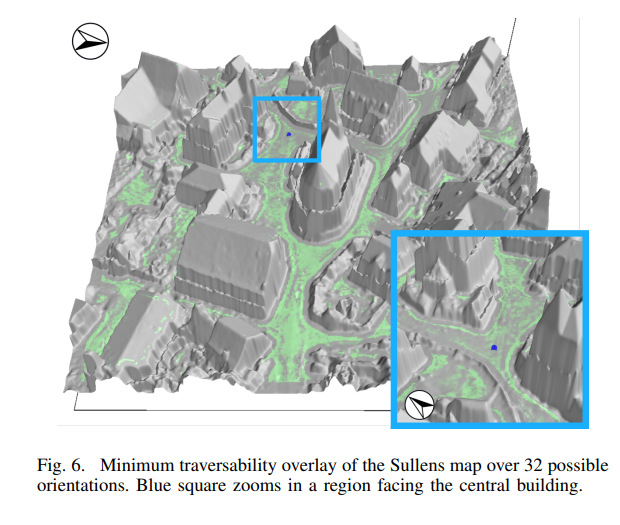 Fig. 6. Minimum traversability overlay of the Sullens map over 32 possible
orientations. Blue square zooms in a region facing the central building.